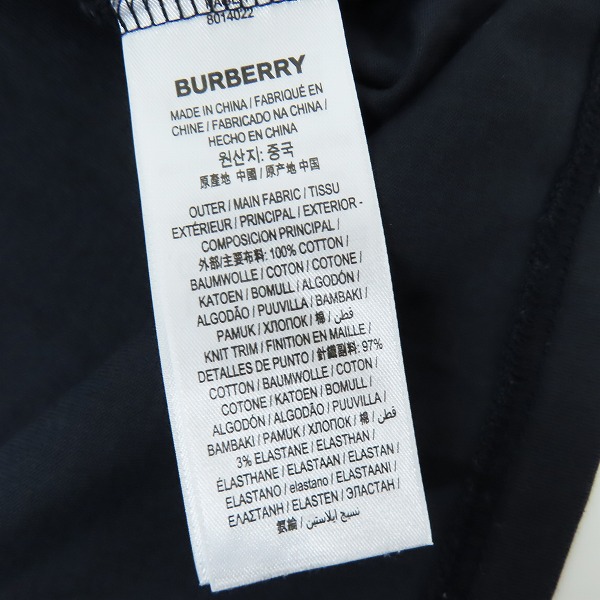 8014022
BURBERRY
MADE IN CHINA / FABRIQUÉ EN
CHINE / FABRICADO NA CHINA /
HECHO EN CHINA
원산지: 중국
原產地 中國 / 原产地 中国
OUTER / MAIN FABRIC / TISSU
EXTÉRIEUR / PRINCIPAL / EXTERIOR -
COMPOSICION PRINCIPAL /
外部/主要布料: 100% COTTON /
BAUMWOLLE / COTON / COTONE /
KATOEN / BOMULL / ALGODÓN /
ALGODÃO / PUUVILLA / BAMBAKI /
PAMUK / ХЛОПОК / 棉 / قطن /
KNIT TRIM / FINITION EN MAILLE /
DETALLES DE PUNTO / 針織副料: 97%
COTTON / BAUMWOLLE / COTON /
COTONE / KATOEN / BOMULL /
ALGODÓN / ALGODÃO / PUUVILLA /
BAMBAKI / PAMUK / ХЛОПОК / 棉 / قطن /
3% ELASTANE / ELASTHAN /
ÉLASTHANNE / ELASTAAN / ELASTAN /
ELASTANO / elastano / ELASTAANI /
ΕΛΑΣΤΑΝΗ / ELASTEN / ЭЛАСТАН /
氨綸 / نسيج إيلاستين /